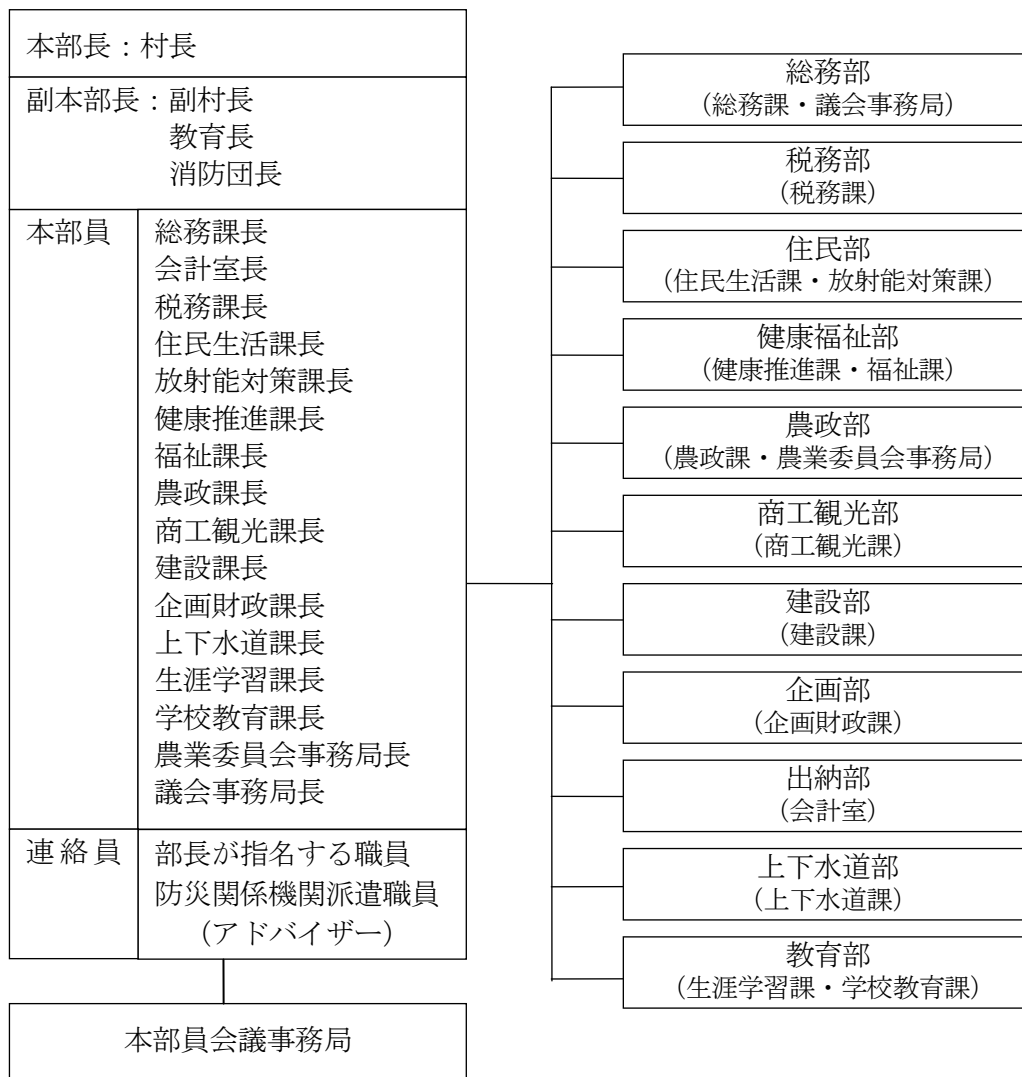 本部長：村長
副本部長：副村長
教育長
消防団長
本部員
総務課長
会計室長
税務課長
住民生活課長
放射能対策課長
健康推進課長
福祉課長
農政課長
商工観光課長
建設課長
企画財政課長
上下水道課長
生涯学習課長
学校教育課長
農業委員会事務局長
議会事務局長
連絡員
部長が指名する職員
防災関係機関派遣職員
（アドバイザー）
本部員会議事務局
総務部
（総務課・議会事務局）
税務部
（税務課）
住民部
（住民生活課・放射能対策課）
健康福祉部
（健康推進課・福祉課）
農政部
（農政課・農業委員会事務局）
商工観光部
（商工観光課）
建設部
（建設課）
企画部
（企画財政課）
出納部
（会計室）
上下水道部
（上下水道課）
教育部
（生涯学習課・学校教育課）